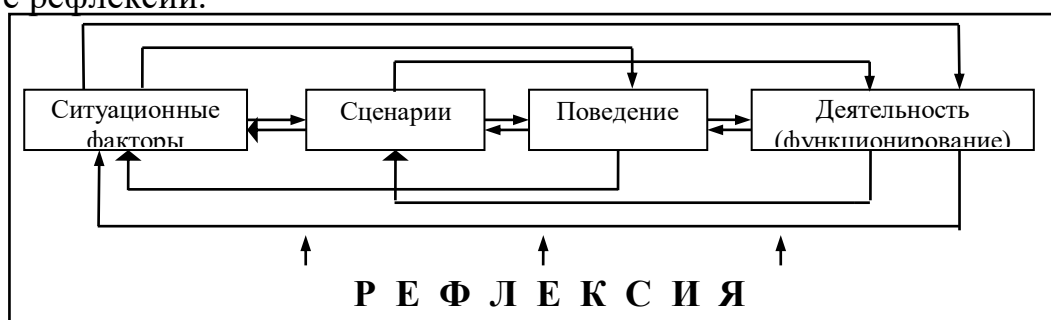 с рефлексии.
Ситуационные
факторы
Сценарии
Поведение
Деятельность
(функционирование)
Р Е Ф Л Е К С И Я